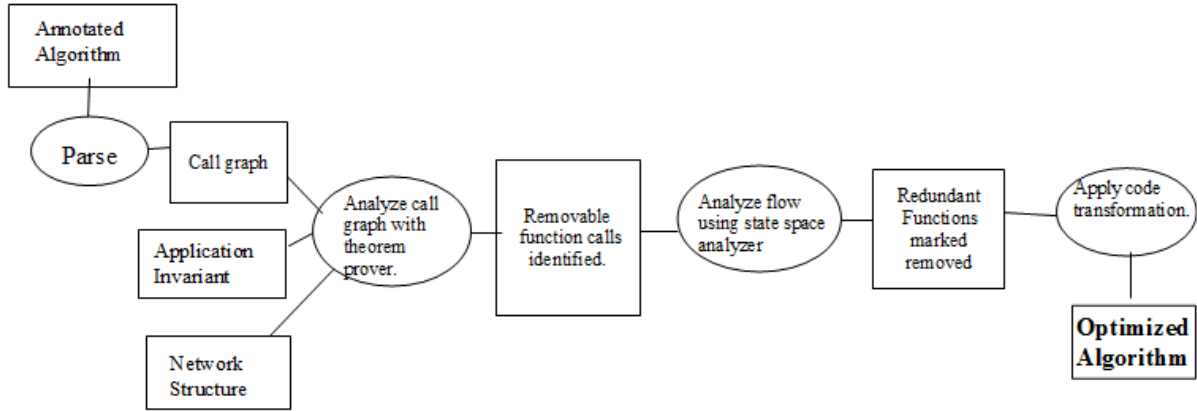 Annotated
Algorithm
Parse
Call graph
Application
Invariant
Network
Structure
Analyze call
graph with
theorem
prover.
Removable
function calls
identified.
Analyze flow
using state space
analyzer
Redundant
Functions
marked
removed
Apply code
transformation.
Optimized
Algorithm